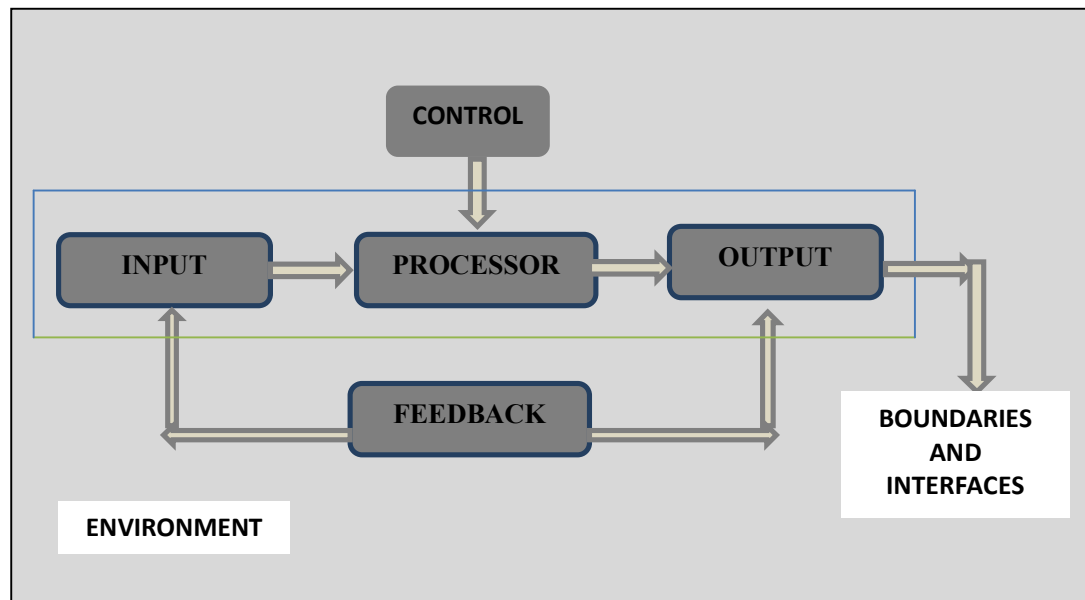 CONTROL
INPUT
PROCESSOR
OUTPUT
FEEDBACK
BOUNDARIES
AND
INTERFACES
ENVIRONMENT